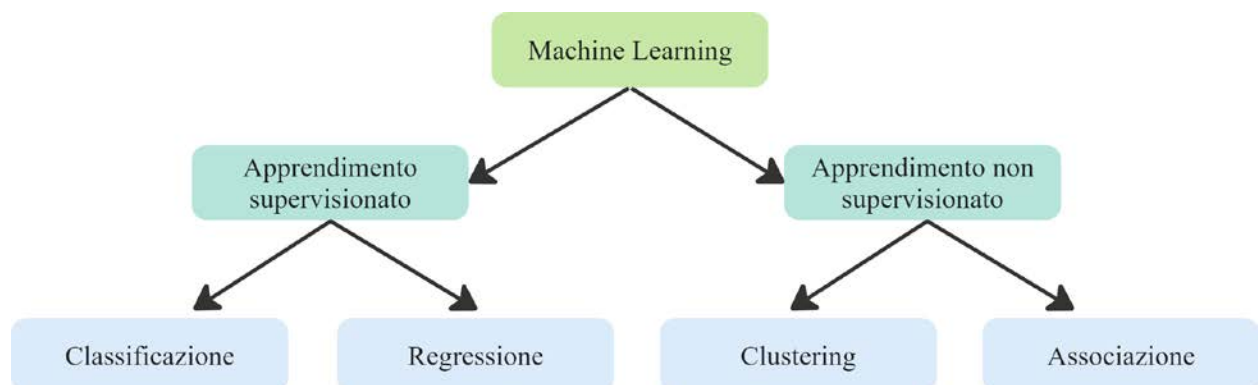 Machine Learning
Apprendimento
supervisionato
Apprendimento non
supervisionato
Classificazione
Regressione
Clustering
Associazione